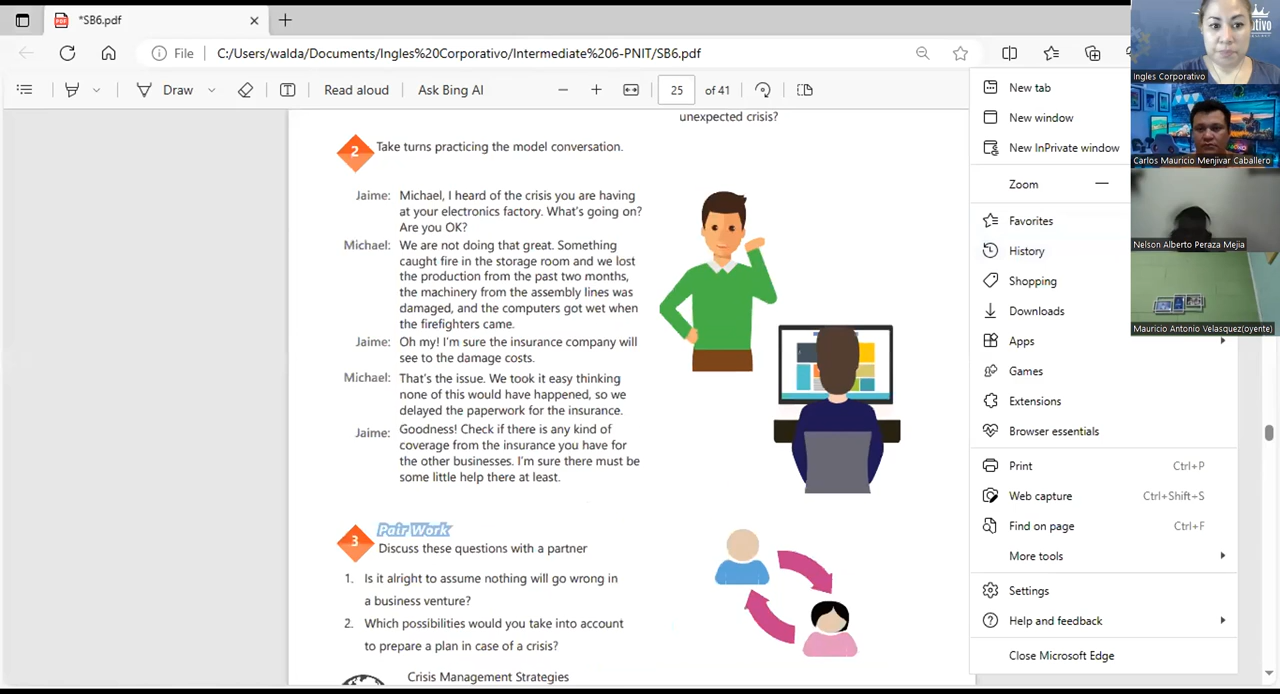 *SB6.pdf
File
C:/Users/walda/Documents/Ingles%20Corporativo/Intermediate%206-PNIT/SB6.pdf
Draw
Read aloud
Ask Bing AI
25
of 41
unexpected crisis?
2
Take turns practicing the model conversation.
Jaime: Michael, I heard of the crisis you are having
at your electronics factory. What's going on?
Are you OK?
Michael: We are not doing that great. Something
caught fire in the storage room and we lost
the production from the past two months,
the machinery from the assembly lines was
damaged, and the computers got wet when
the firefighters came.
Jaime: Oh my! I'm sure the insurance company will
see to the damage costs.
Michael: That's the issue. We took it easy thinking
none of this would have happened, so we
delayed the paperwork for the insurance.
Jaime: Goodness! Check if there is any kind of
coverage from the insurance you have for
the other businesses. I'm sure there must be
some little help there at least.
3
Pair Work
Discuss these questions with a partner
1. Is it alright to assume nothing will go wrong in
a business venture?
2. Which possibilities would you take into account
to prepare a plan in case of a crisis?
Crisis Management Strategies
New tab
New window
New InPrivate window
Zoom
Favorites
History
Shopping
Downloads
Apps
Games
Extensions
Browser essentials
Print Ctrl+P
Web capture Ctrl+Shift+S
Find on page Ctrl+F
More tools
Settings
Help and feedback
Close Microsoft Edge
Ingles Corporativo
Carlos Mauricio Menjivar Caballero
Nelson Alberto Peraza Mejia
Mauricio Antonio Velasquez(oyente)